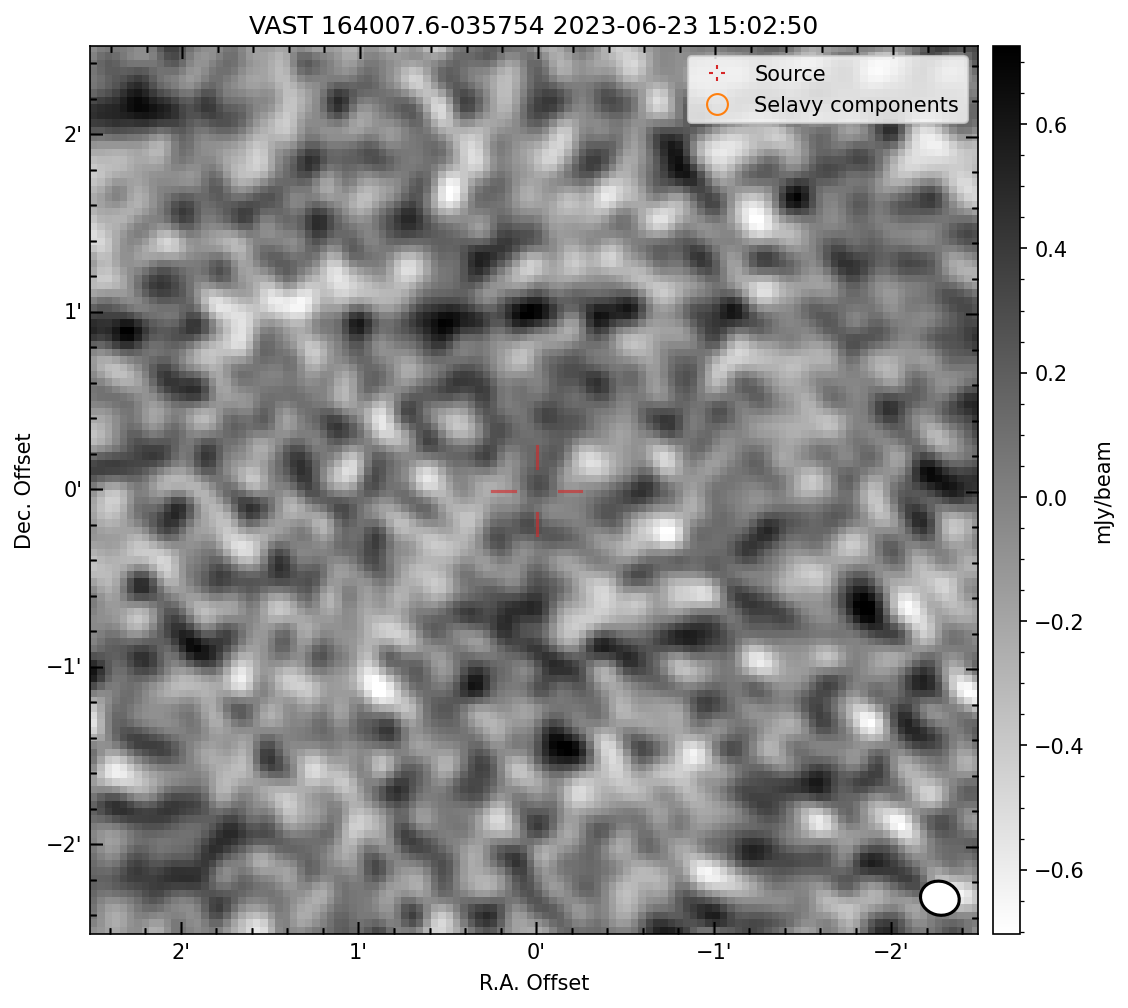 VAST 164007.6-035754 2023-06-23 15:02:50
Source
Selavy components
2'
1'
0'
−1'
−2'
Dec. Offset
2'
1'
0'
−1'
−2'
R.A. Offset
0.6
0.4
0.2
0.0
−0.2
−0.4
−0.6
mJy/beam